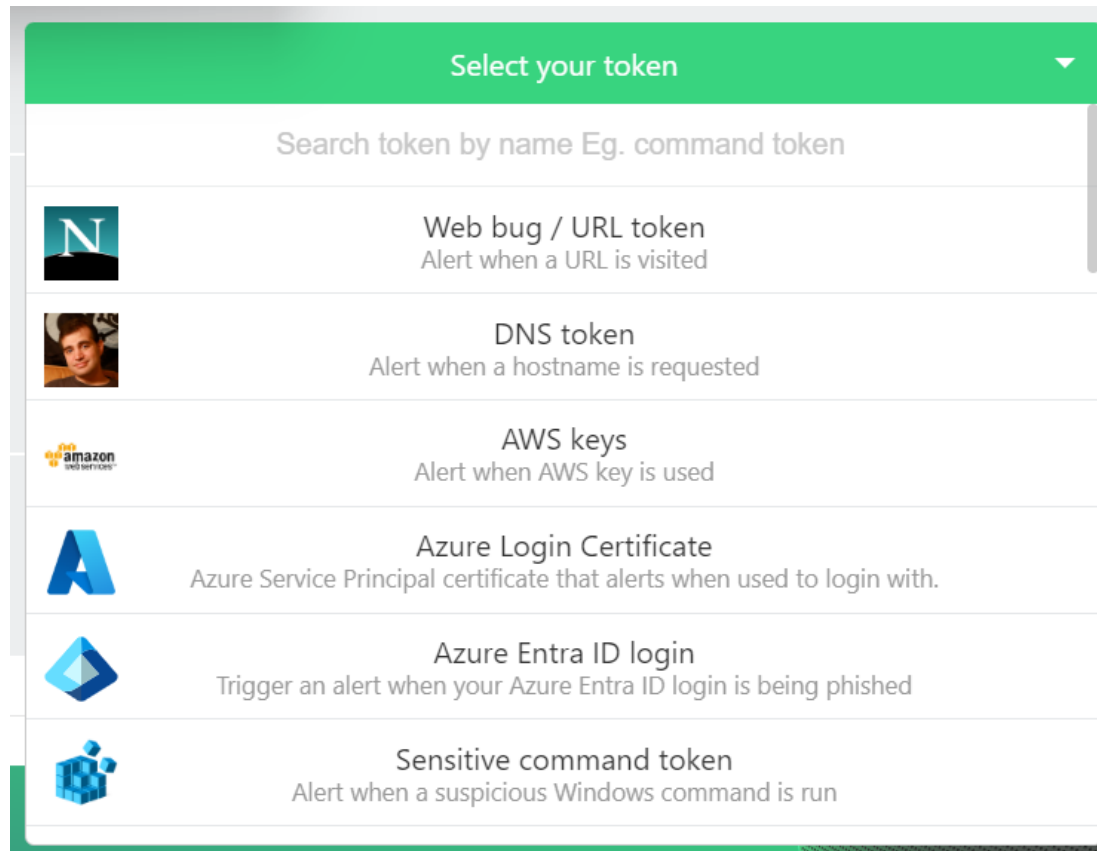 Select your token
Search token by name Eg. command token
N
Web bug / URL token
Alert when a URL is visited
DNS token
Alert when a hostname is requested
amazon
web services™
AWS keys
Alert when AWS key is used
Azure Login Certificate
Azure Service Principal certificate that alerts when used to login with.
Azure Entra ID login
Trigger an alert when your Azure Entra ID login is being phished
Sensitive command token
Alert when a suspicious Windows command is run